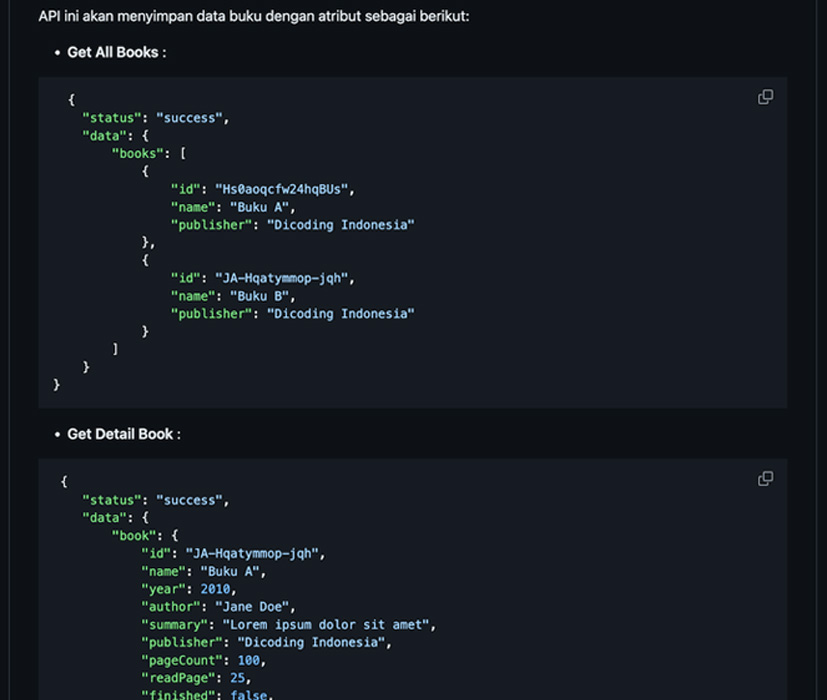 API ini akan menyimpan data buku dengan atribut sebagai berikut:
• Get All Books :
{
"status": "success",
"data": {
"books": [
{
"id": "Hs0aoqcfw24hqBUs",
"name": "Buku A",
"publisher": "Dicoding Indonesia"
},
{
"id": "JA-Hqatymmop-jqh",
"name": "Buku B",
"publisher": "Dicoding Indonesia"
}
]
}
}
• Get Detail Book :
{
"status": "success",
"data": {
"book": {
"id": "JA-Hqatymmop-jqh",
"name": "Buku A",
"year": 2010,
"author": "Jane Doe",
"summary": "Lorem ipsum dolor sit amet",
"publisher": "Dicoding Indonesia",
"pageCount": 100,
"readPage": 25,
"finished": false,